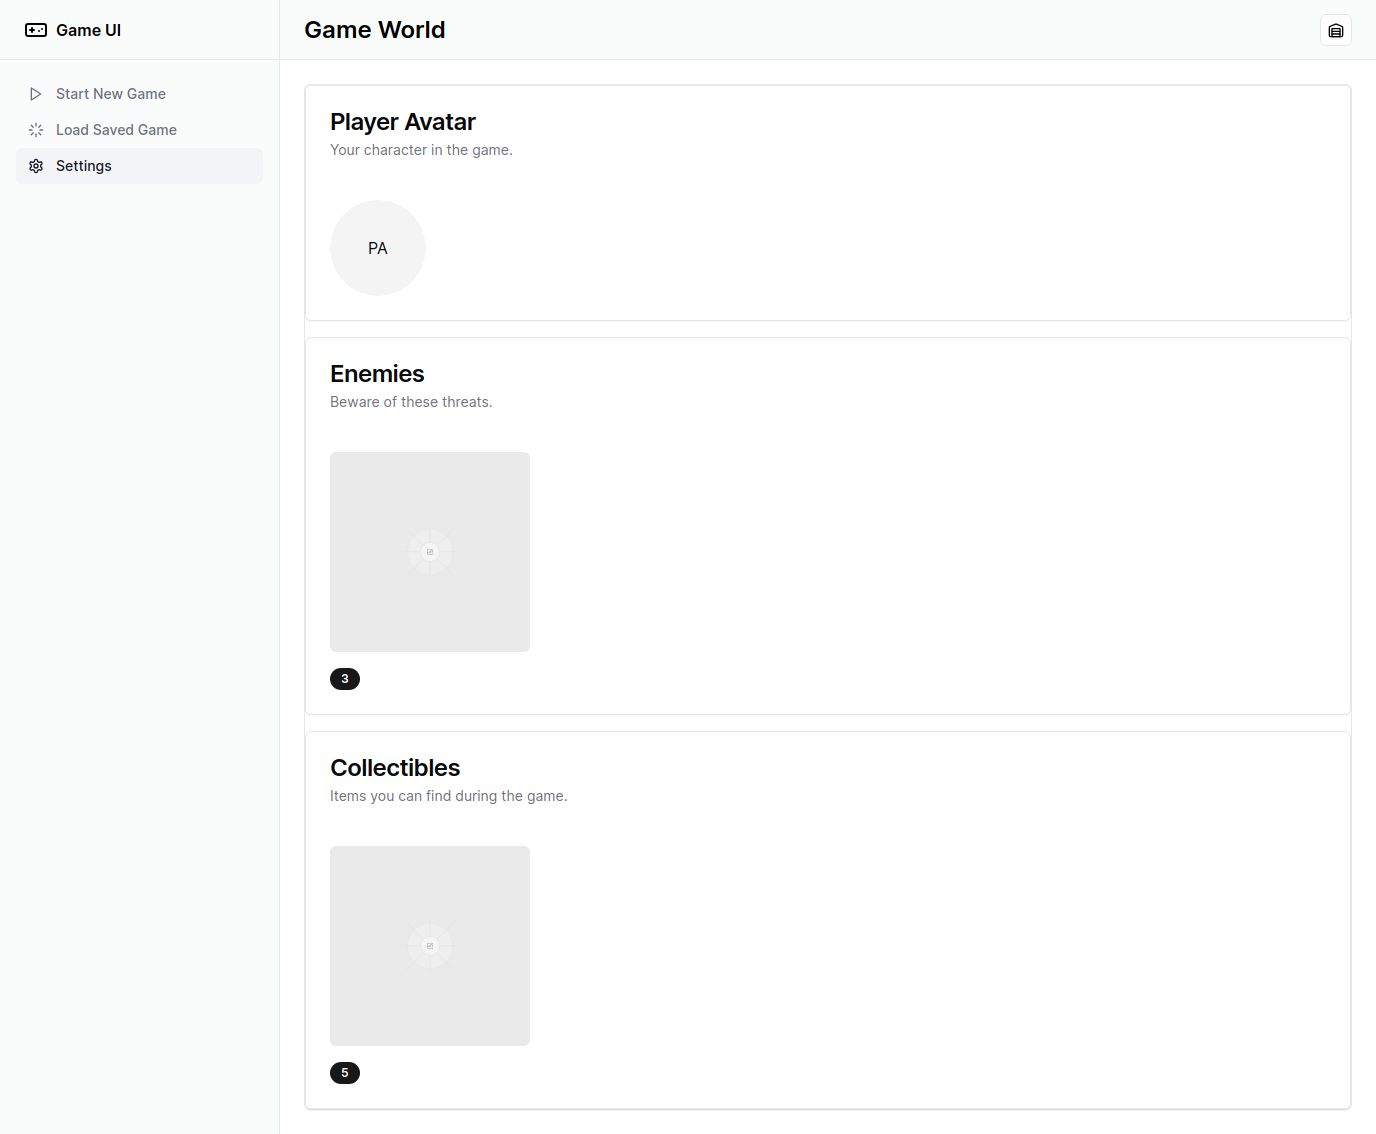 Game UI
Game World
Start New Game
Load Saved Game
Settings
Player Avatar
Your character in the game.
PA
Enemies
Beware of these threats.
3
Collectibles
Items you can find during the game.
5